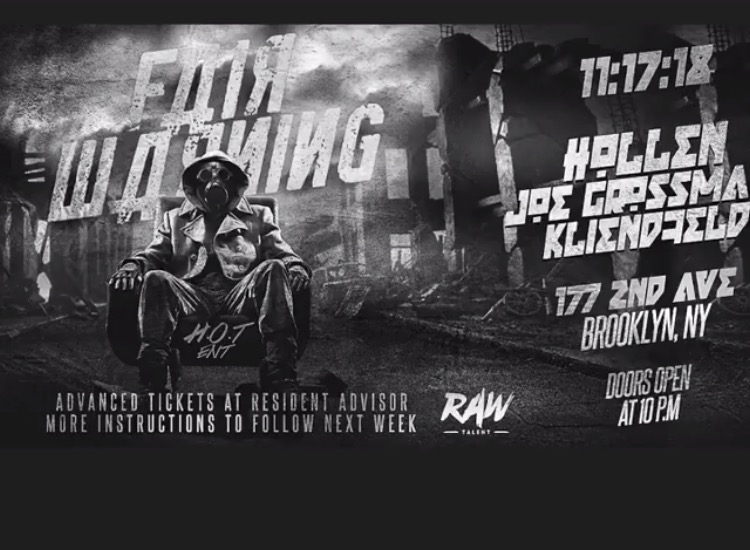 FAIR
WARNING
H.O.T
ENT
ADVANCED TICKETS AT RESIDENT ADVISOR
MORE INSTRUCTIONS TO FOLLOW NEXT WEEK
RAW
TALENT
11:17:18
HOLLEN
JOE GROSSMA
KLIENDFELD
177 2ND AVE
BROOKLYN, NY
DOORS OPEN
AT 10 P.M